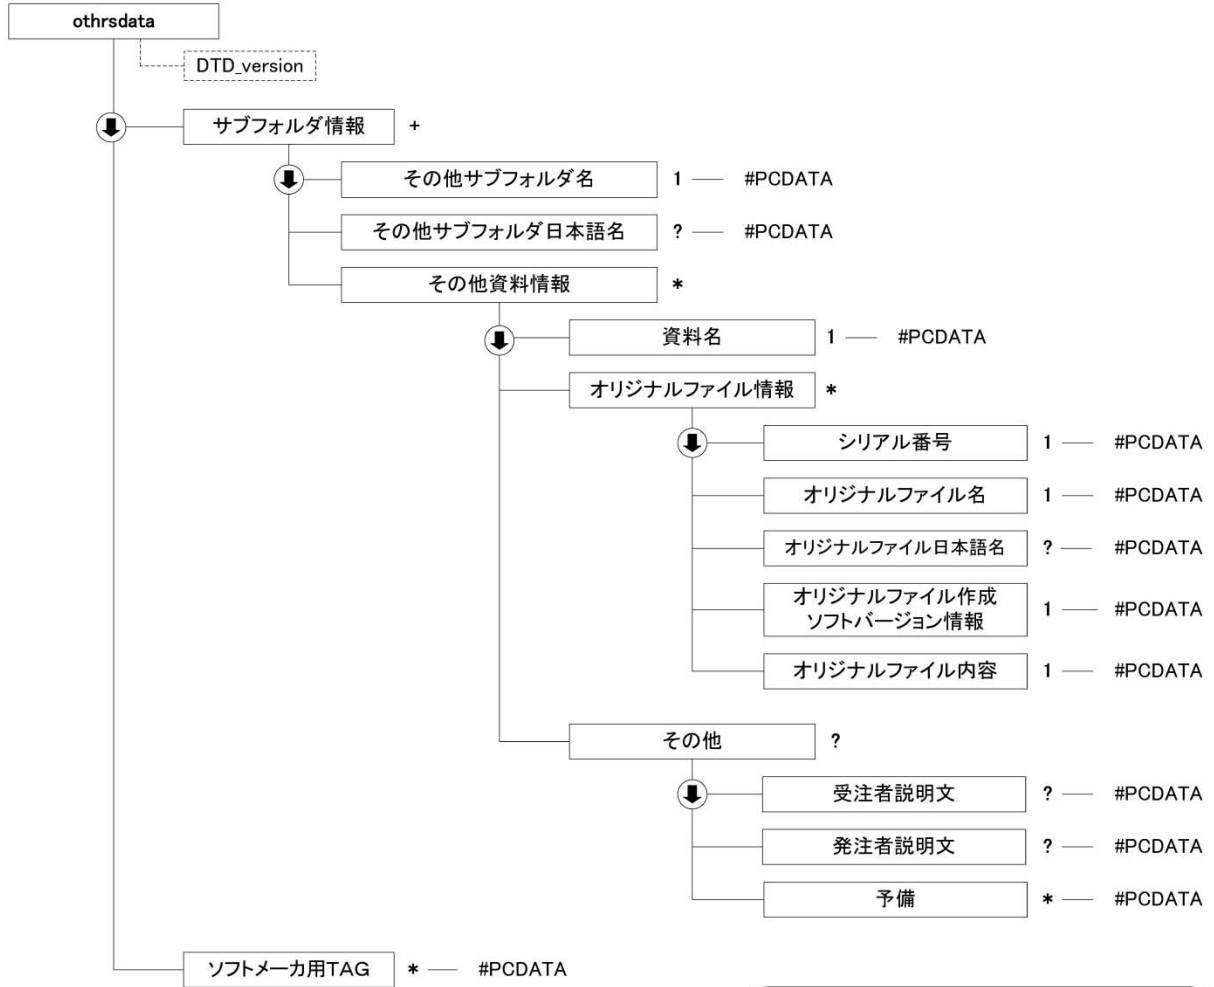 othrsdata
DTD_version
サブフォルダ情報 +
その他サブフォルダ名 1 #PCDATA
その他サブフォルダ日本語名 ? #PCDATA
その他資料情報 *
資料名 1 #PCDATA
オリジナルファイル情報 *
シリアル番号 1 #PCDATA
オリジナルファイル名 1 #PCDATA
オリジナルファイル日本語名 ? #PCDATA
オリジナルファイル作成
ソフトバージョン情報 1 #PCDATA
オリジナルファイル内容 1 #PCDATA
その他 ?
受注者説明文 ? #PCDATA
発注者説明文 ? #PCDATA
予備 * #PCDATA
ソフトメーカ用TAG * #PCDATA